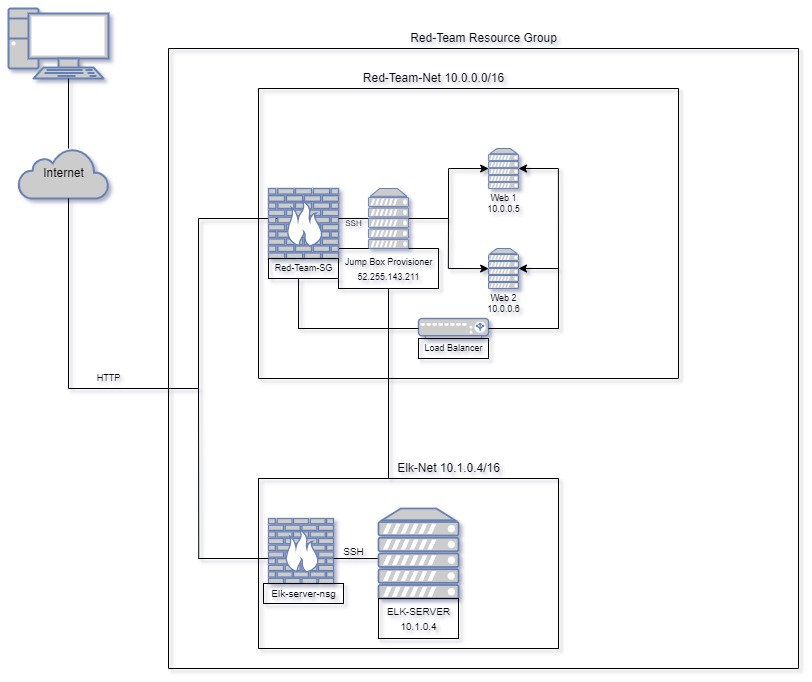 Red-Team Resource Group
Red-Team-Net 10.0.0.0/16
Internet
Web 1
10.0.0.5
SSH
Red-Team-SG
Jump Box Provisioner
52.255.143.211
Web 2
10.0.0.6
Load Balancer
HTTP
Elk-Net 10.1.0.4/16
SSH
Elk-server-nsg
ELK-SERVER
10.1.0.4